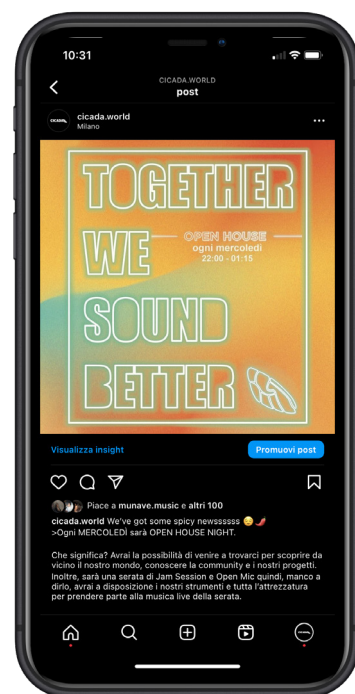 10:31
CICADA.WORLD
post
CICADA
cicada.world
Milano
TOGETHER
WE
OPEN HOUSE
ogni mercoledì
22:00 - 01:15
SOUND
BETTER
Visualizza insight
Promuovi post
Piace a munave.music e altri 100
cicada.world We've got some spicy newssssss 😏🌶️
>Ogni MERCOLEDÌ sarà OPEN HOUSE NIGHT.
Che significa? Avrai la possibilità di venire a trovarci per scoprire da
vicino il nostro mondo, conoscere la community e i nostri progetti.
Inoltre, sarà una serata di Jam Session e Open Mic quindi, manco a
dirlo, avrai a disposizione i nostri strumenti e tutta l'attrezzatura
per prendere parte alla musica live della serata.